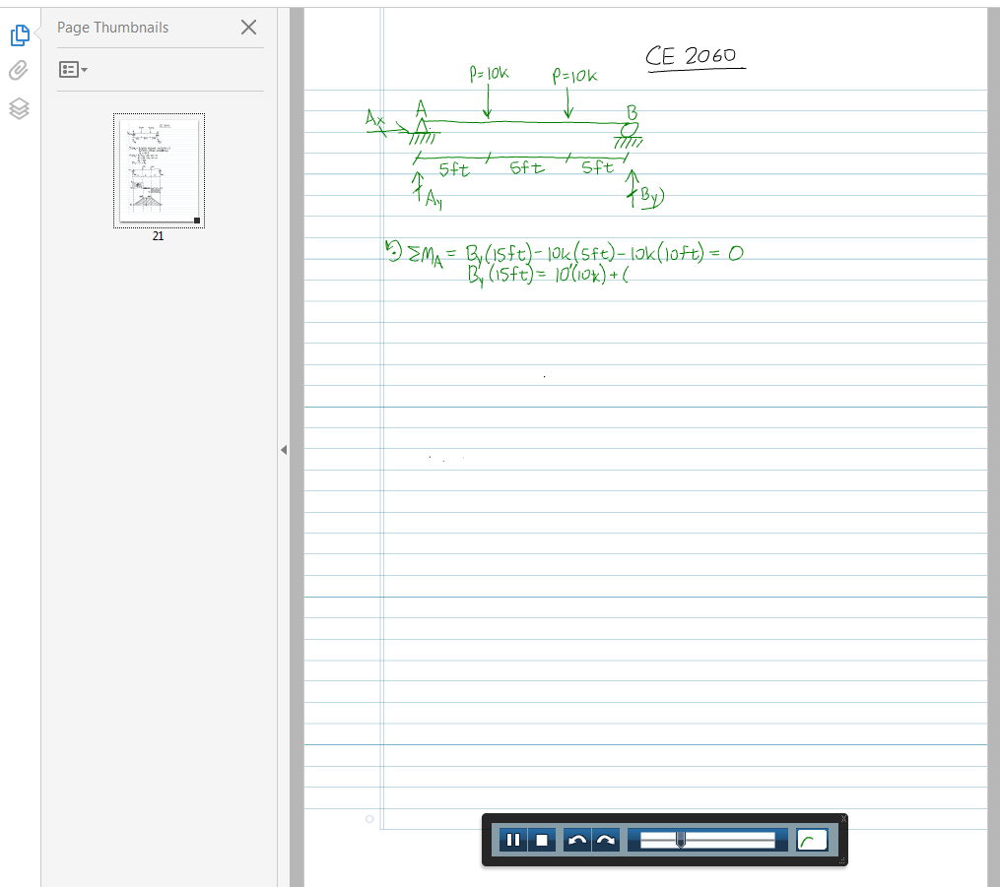 Page Thumbnails
21
CE 2060
P=10k P=10k
A B
Ax
5ft 5ft 5ft
Ay By
ΣMA = By(15ft) - 10k(5ft) - 10k(10ft) = 0
By(15ft) = 10'(10k) + (